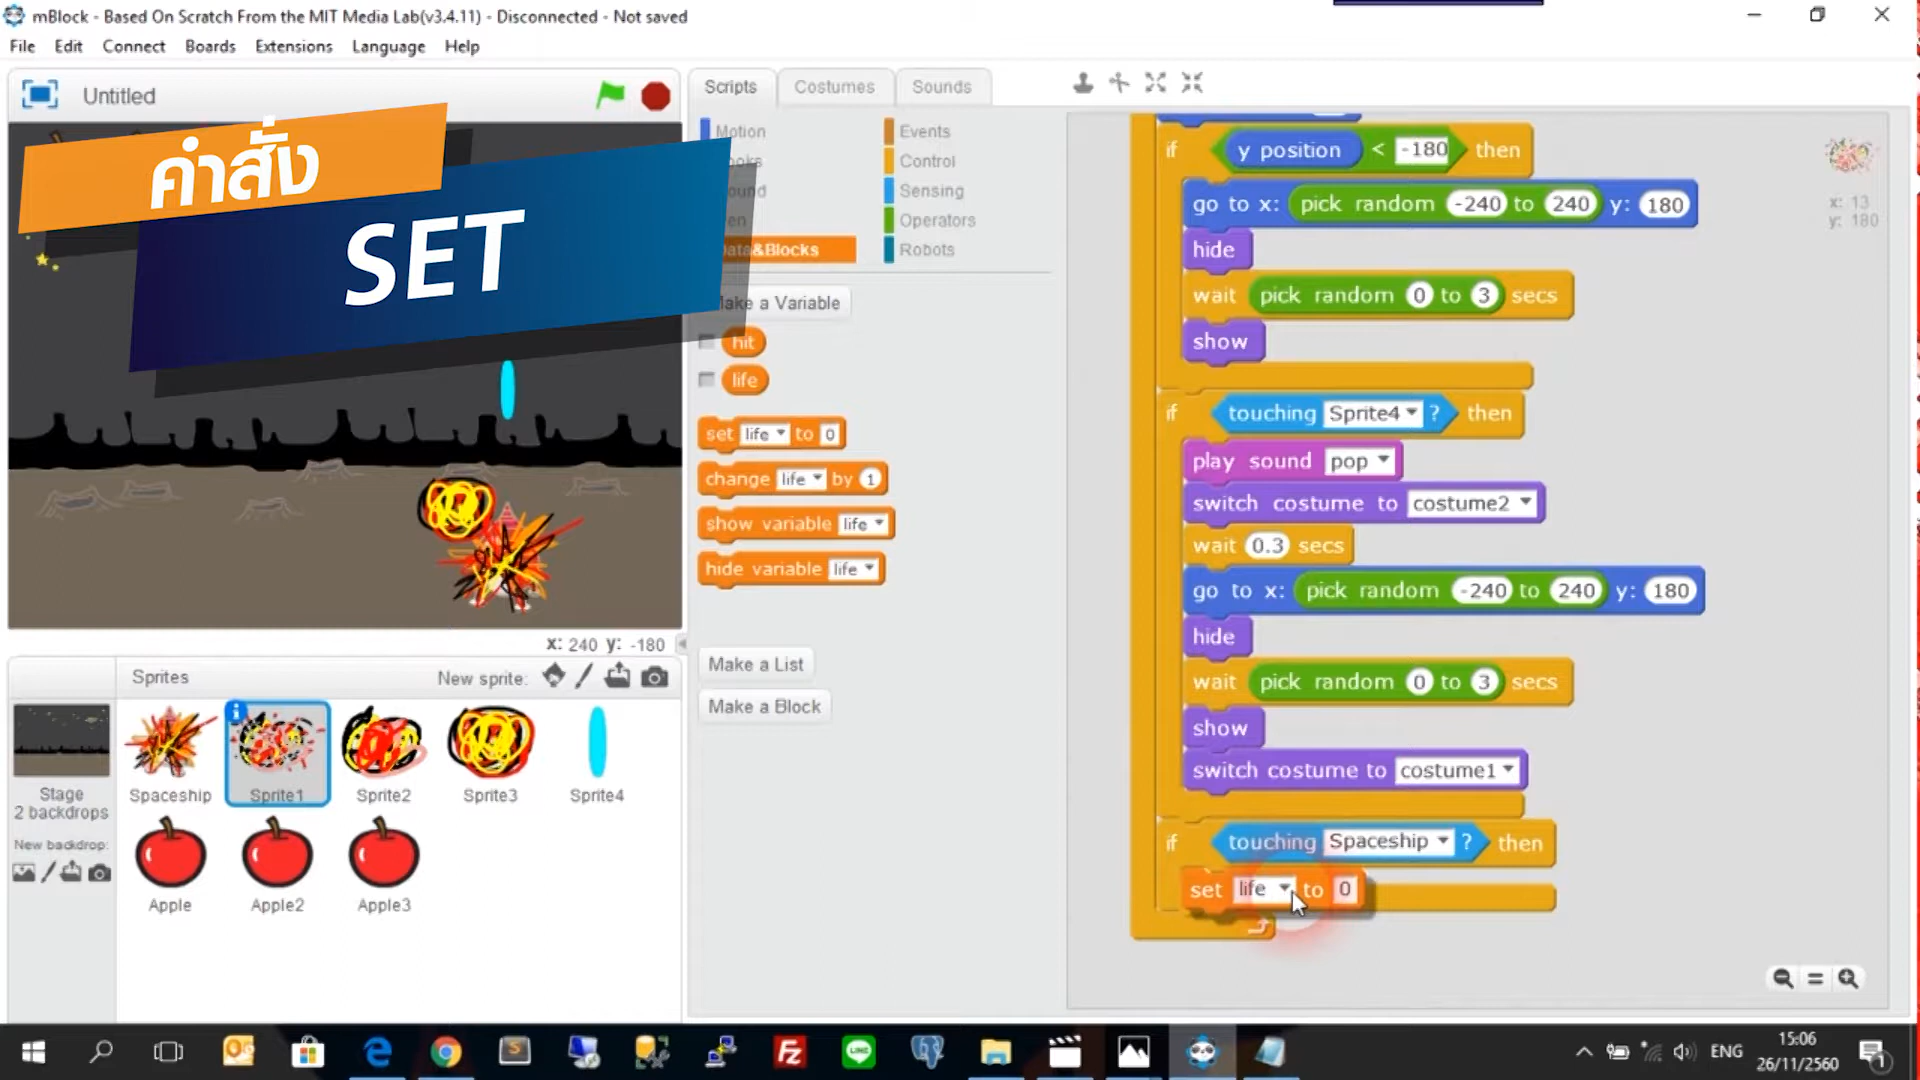 mBlock - Based On Scratch From the MIT Media Lab(v3.4.11) - Disconnected - Not saved
File Edit Connect Boards Extensions Language Help
Untitled
คำสั่ง
SET
x: 240 y: -180
Sprites New sprite:
Spaceship Sprite1 Sprite2 Sprite3 Sprite4
Stage
2 backdrops
New backdrop:
Apple Apple2 Apple3
Scripts Costumes Sounds
Motion Events
Control
Sensing
Operators
Robots
ata&Blocks
ake a Variable
hit
life
set life to 0
change life by 1
show variable life
hide variable life
Make a List
Make a Block
if y position < -180 then
go to x: pick random -240 to 240 y: 180
hide
wait pick random 0 to 3 secs
show
if touching Sprite4 ? then
play sound pop
switch costume to costume2
wait 0.3 secs
go to x: pick random -240 to 240 y: 180
hide
wait pick random 0 to 3 secs
show
switch costume to costume1
if touching Spaceship ? then
set life to 0
x: 13
y: 180
ENG
15:06
26/11/2560
1